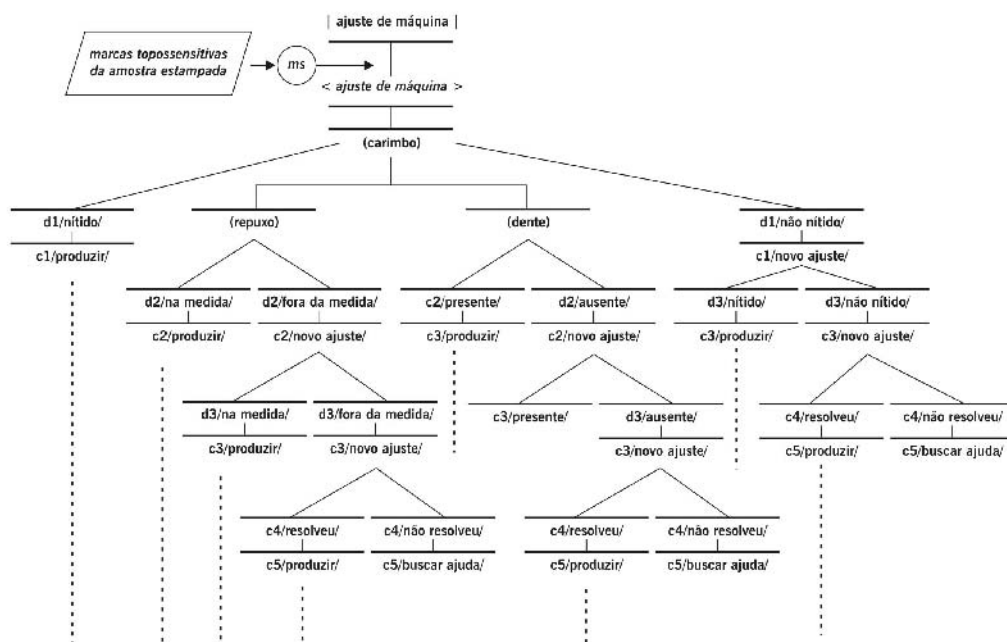 | ajuste de máquina |
marcas topossensitivas
da amostra estampada
ms
< ajuste de máquina >
(carimbo)
d1/nítido/
(repuxo)
(dente)
d1/não nítido/
c1/produzir/
c1/novo ajuste/
d2/na medida/
d2/fora da medida/
c2/presente/
d2/ausente/
d3/nítido/
d3/não nítido/
c2/produzir/
c2/novo ajuste/
c3/produzir/
c2/novo ajuste/
c3/produzir/
c3/novo ajuste/
d3/na medida/
d3/fora da medida/
c3/presente/
d3/ausente/
c4/resolveu/
c4/não resolveu/
c3/produzir/
c3/novo ajuste/
c3/novo ajuste/
c5/produzir/
c5/buscar ajuda/
c4/resolveu/
c4/não resolveu/
c4/resolveu/
c4/não resolveu/
c5/produzir/
c5/buscar ajuda/
c5/produzir/
c5/buscar ajuda/